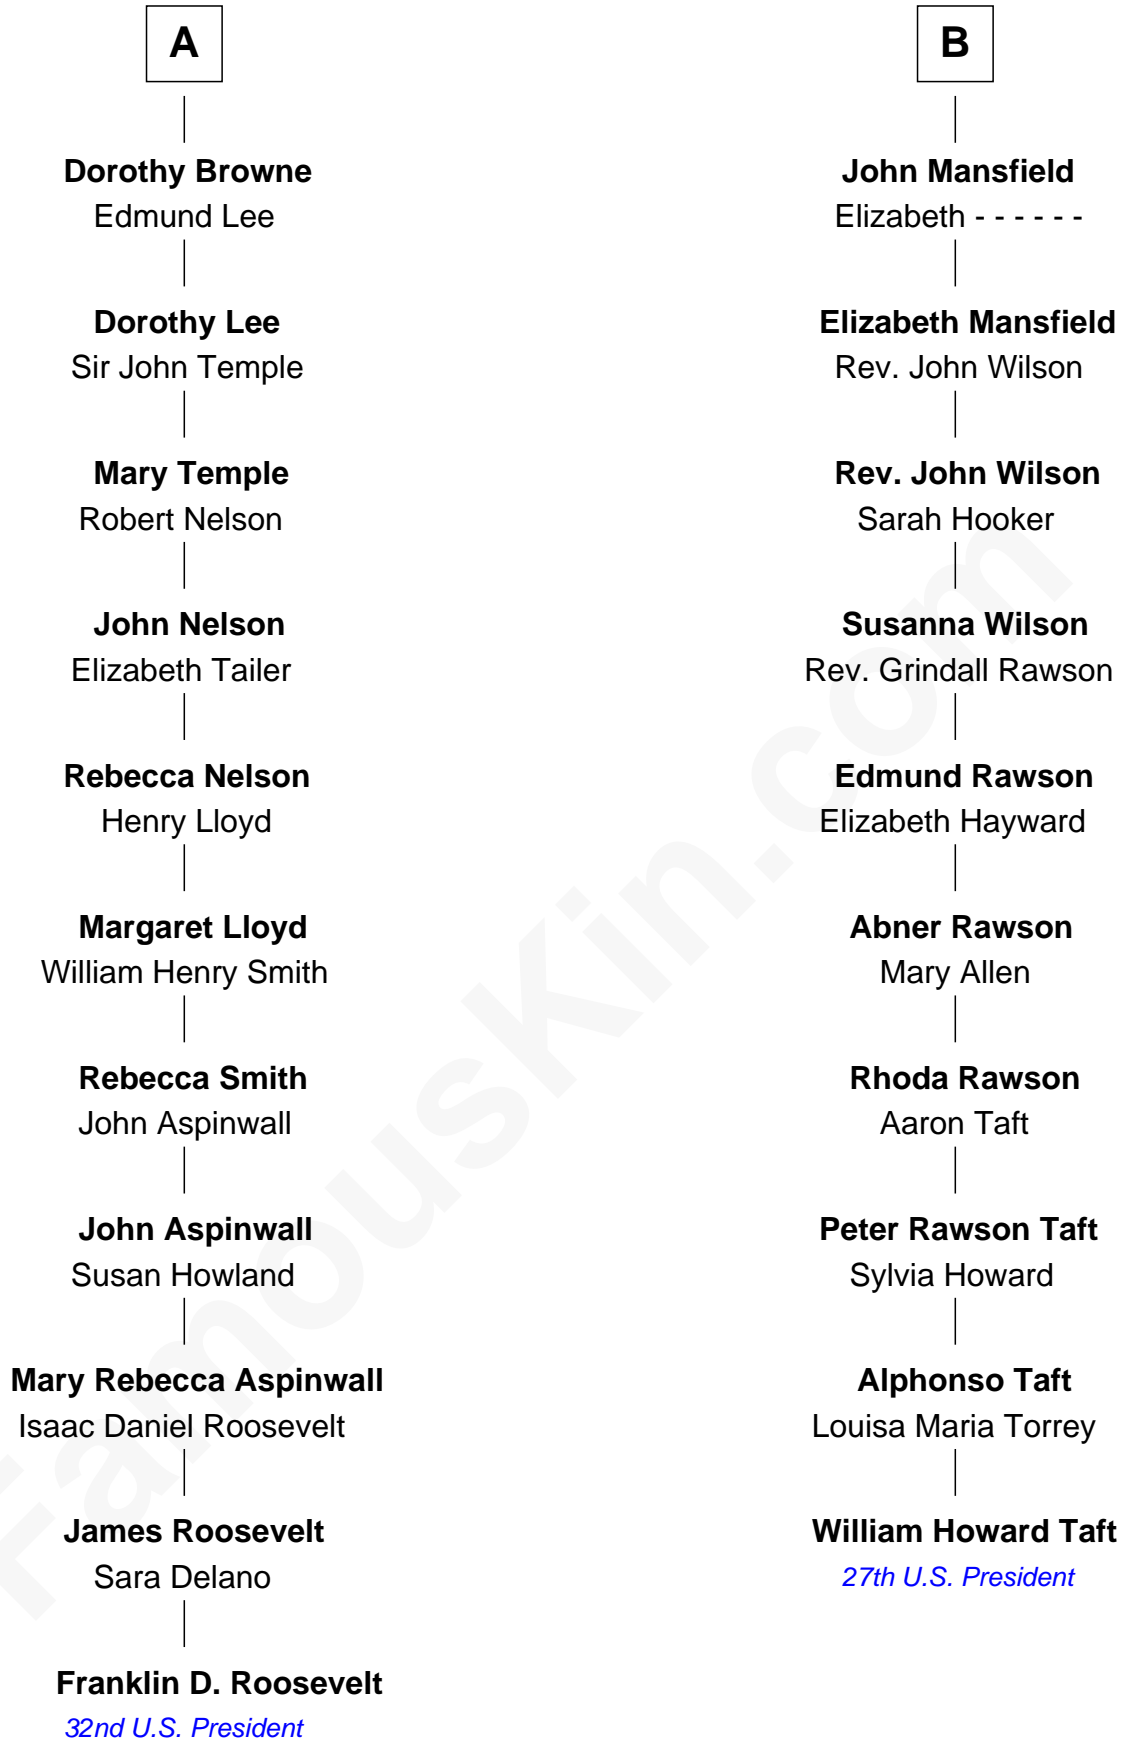 A
Dorothy Browne
Edmund Lee
Dorothy Lee
Sir John Temple
Mary Temple
Robert Nelson
John Nelson
Elizabeth Tailer
Rebecca Nelson
Henry Lloyd
Margaret Lloyd
William Henry Smith
Rebecca Smith
John Aspinwall
John Aspinwall
Susan Howland
Mary Rebecca Aspinwall
Isaac Daniel Roosevelt
James Roosevelt
Sara Delano
Franklin D. Roosevelt
32nd U.S. President
B
John Mansfield
Elizabeth - - - - - -
Elizabeth Mansfield
Rev. John Wilson
Rev. John Wilson
Sarah Hooker
Susanna Wilson
Rev. Grindall Rawson
Edmund Rawson
Elizabeth Hayward
Abner Rawson
Mary Allen
Rhoda Rawson
Aaron Taft
Peter Rawson Taft
Sylvia Howard
Alphonso Taft
Louisa Maria Torrey
William Howard Taft
27th U.S. President
FamousKin.com